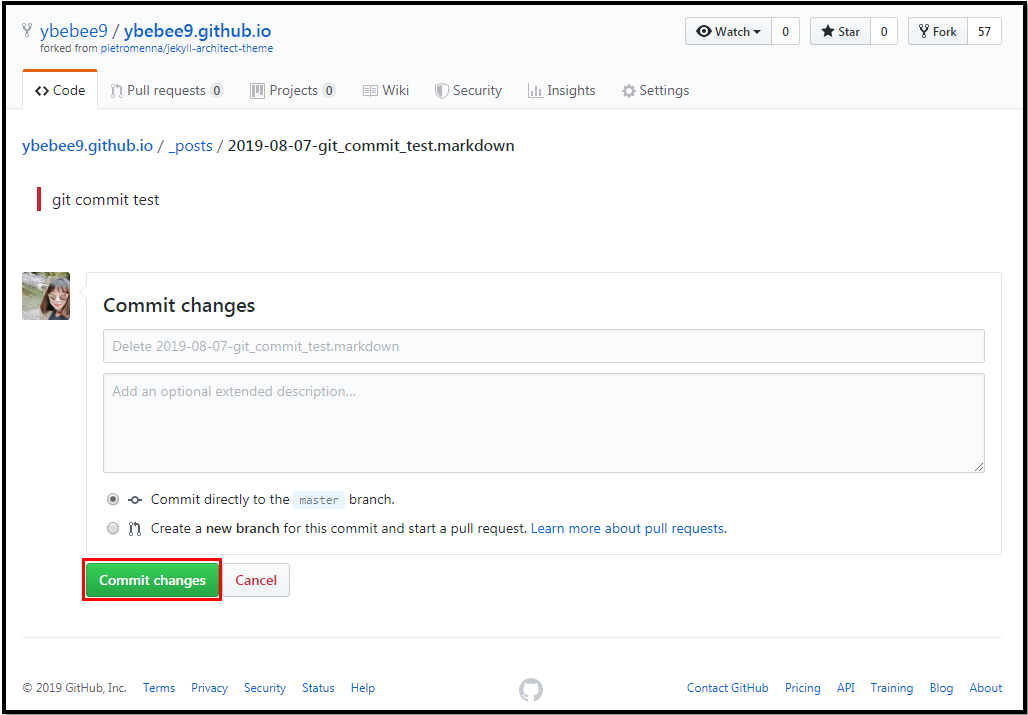 ybebee9 / ybebee9.github.io
Watch 0 Star 0 Fork 57
forked from pietromenna/jekyll-architect-theme
Code Pull requests 0 Projects 0 Wiki Security Insights Settings
ybebee9.github.io / _posts / 2019-08-07-git_commit_test.markdown
git commit test
Commit changes
Delete 2019-08-07-git_commit_test.markdown
Add an optional extended description...
Commit directly to the master branch.
Create a new branch for this commit and start a pull request. Learn more about pull requests.
Commit changes Cancel
© 2019 GitHub, Inc. Terms Privacy Security Status Help Contact GitHub Pricing API Training Blog About